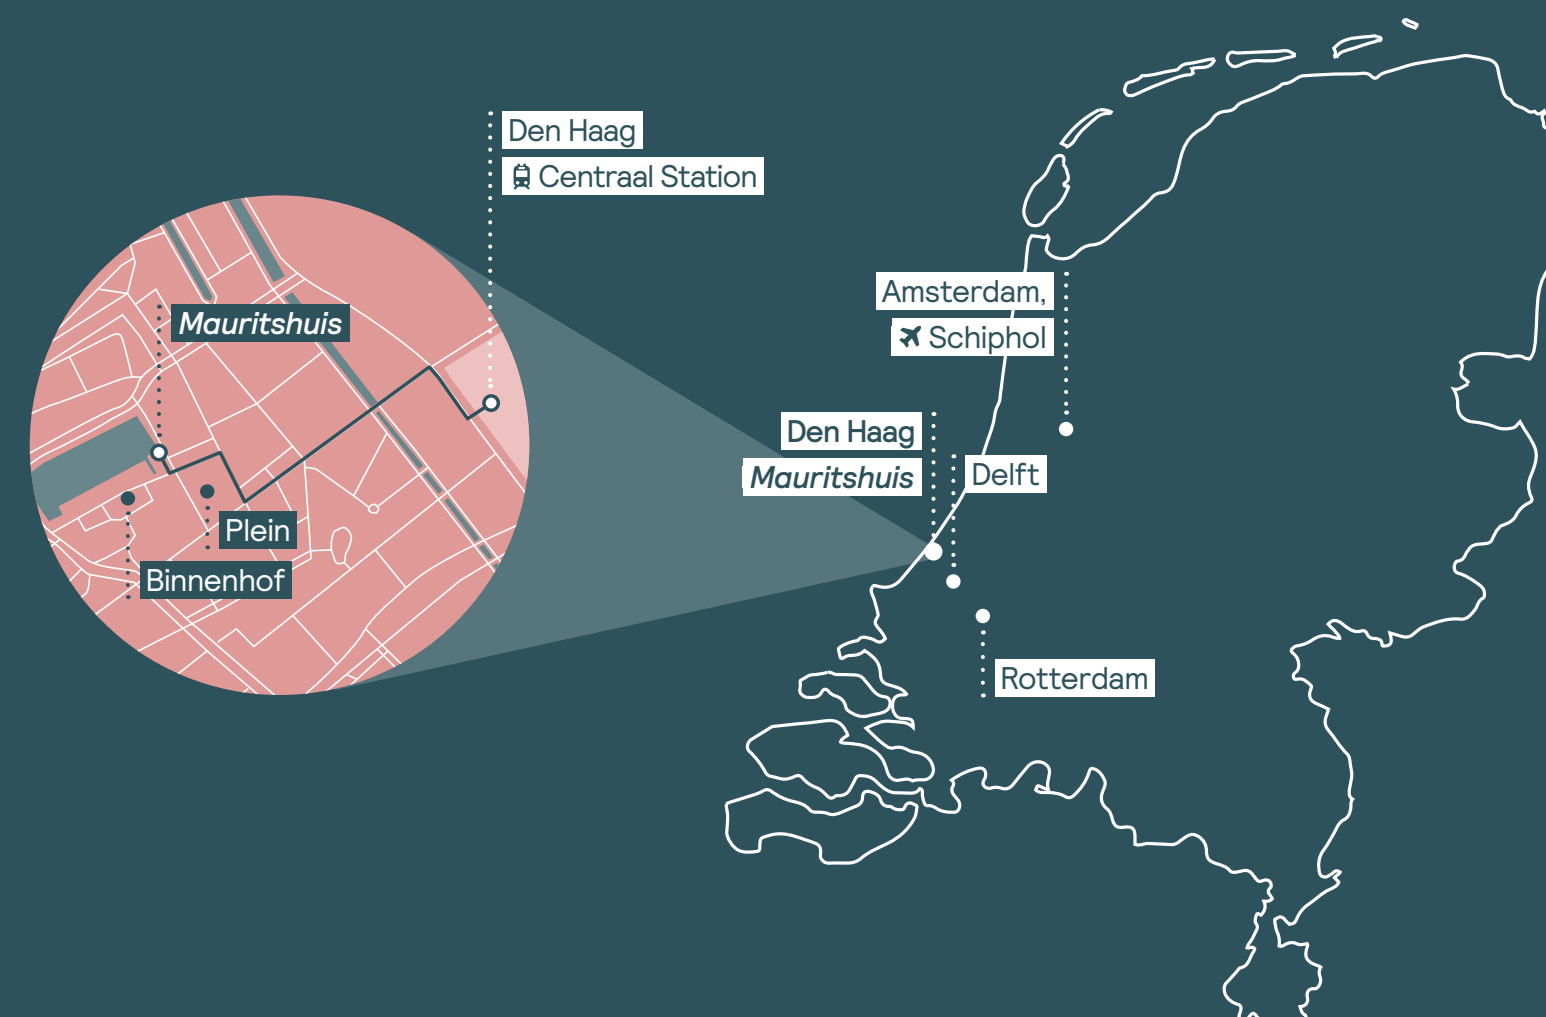 Den Haag
Centraal Station
Mauritshuis
Plein
Binnenhof
Amsterdam,
Schiphol
Den Haag
Mauritshuis
Delft
Rotterdam